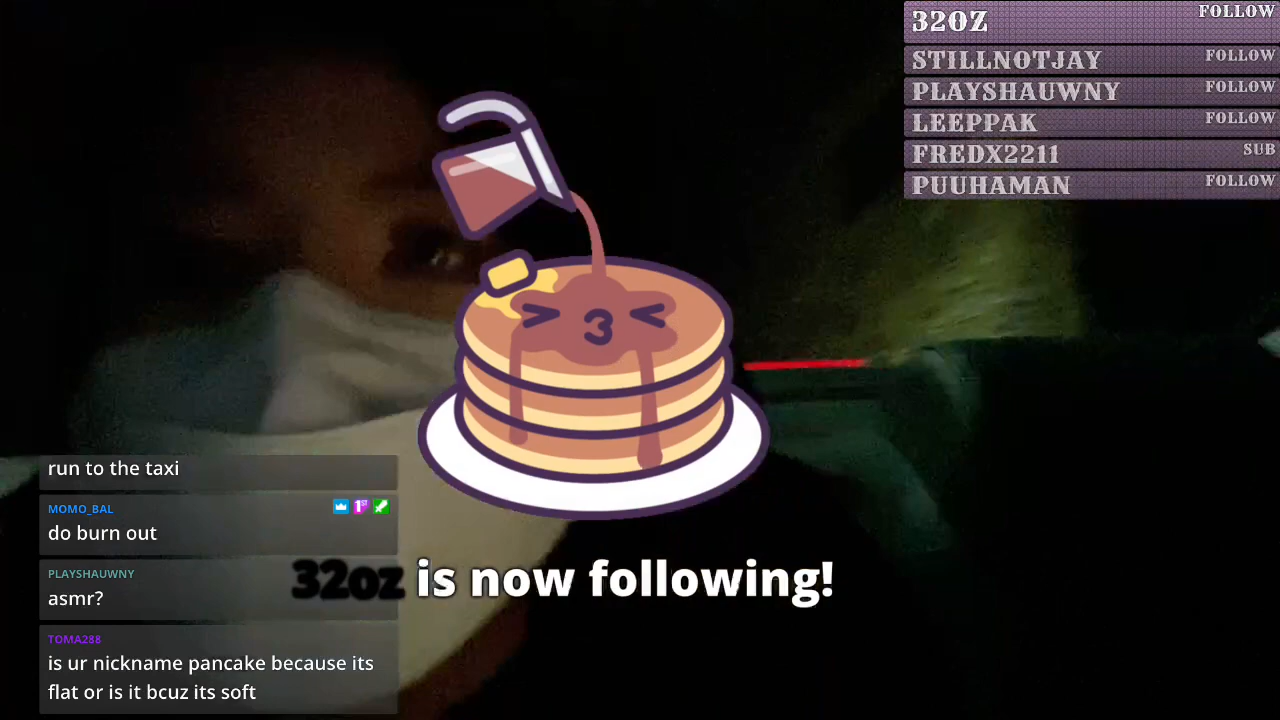 32OZ FOLLOW
STILLNOTJAY FOLLOW
PLAYSHAUWNY FOLLOW
LEEPPAK FOLLOW
FREDX2211 SUB
PUUHAMAN FOLLOW
run to the taxi
MOMO_BAL
do burn out
PLAYSHAUWNY
asmr?
TOMA288
is ur nickname pancake because its
flat or is it bcuz its soft
32oz is now following!